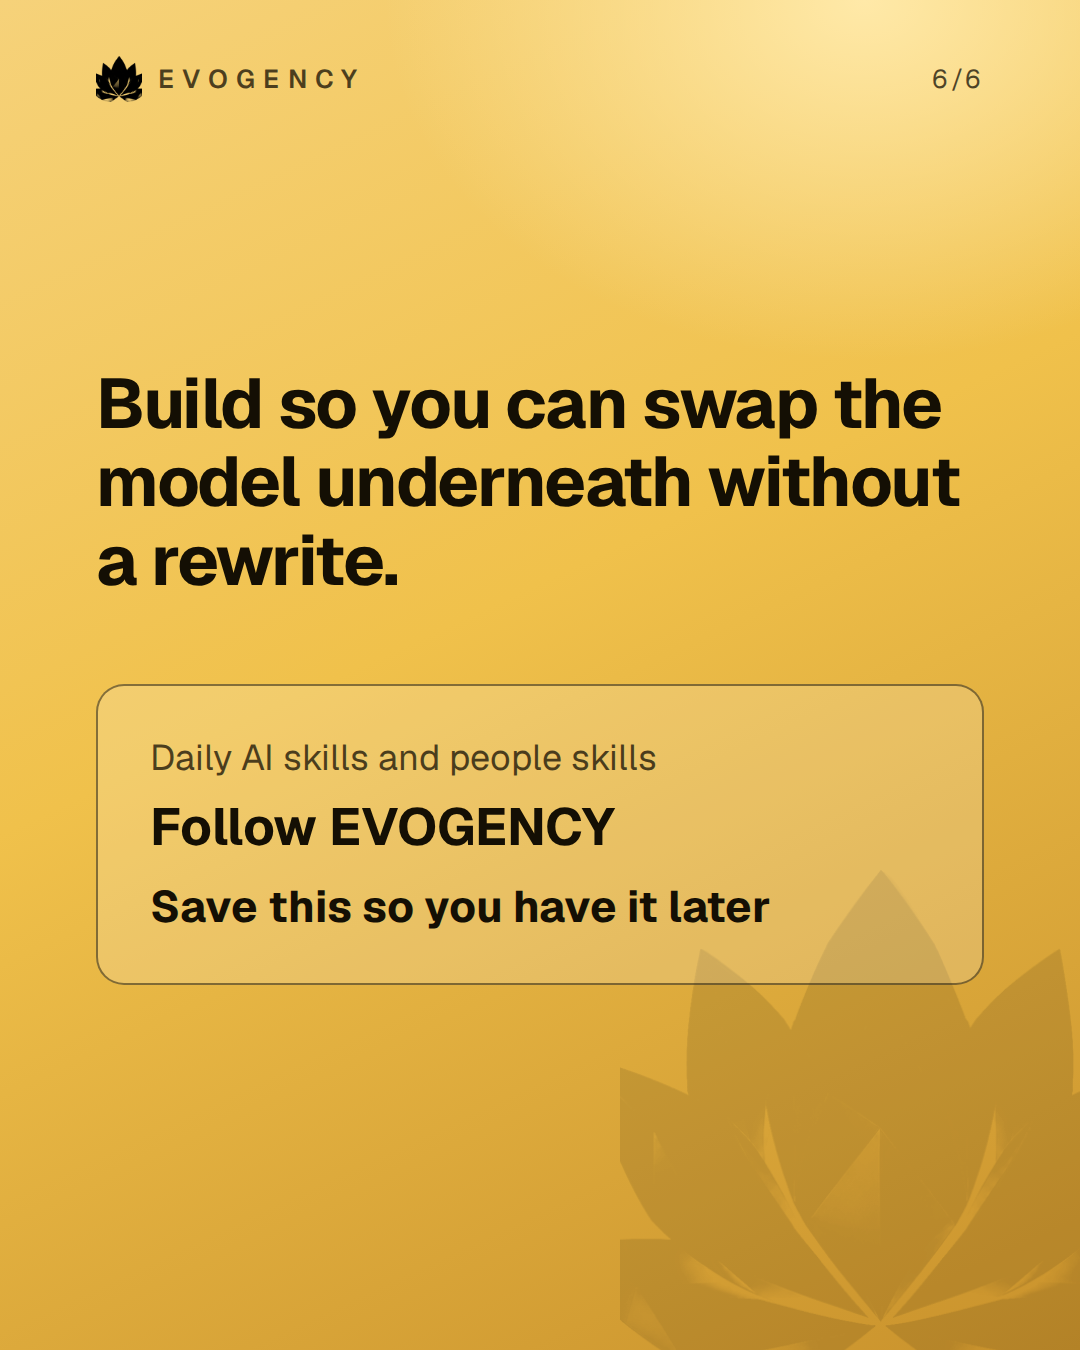 EVOGENCY
6/6
Build so you can swap the
model underneath without
a rewrite.
Daily AI skills and people skills
Follow EVOGENCY
Save this so you have it later